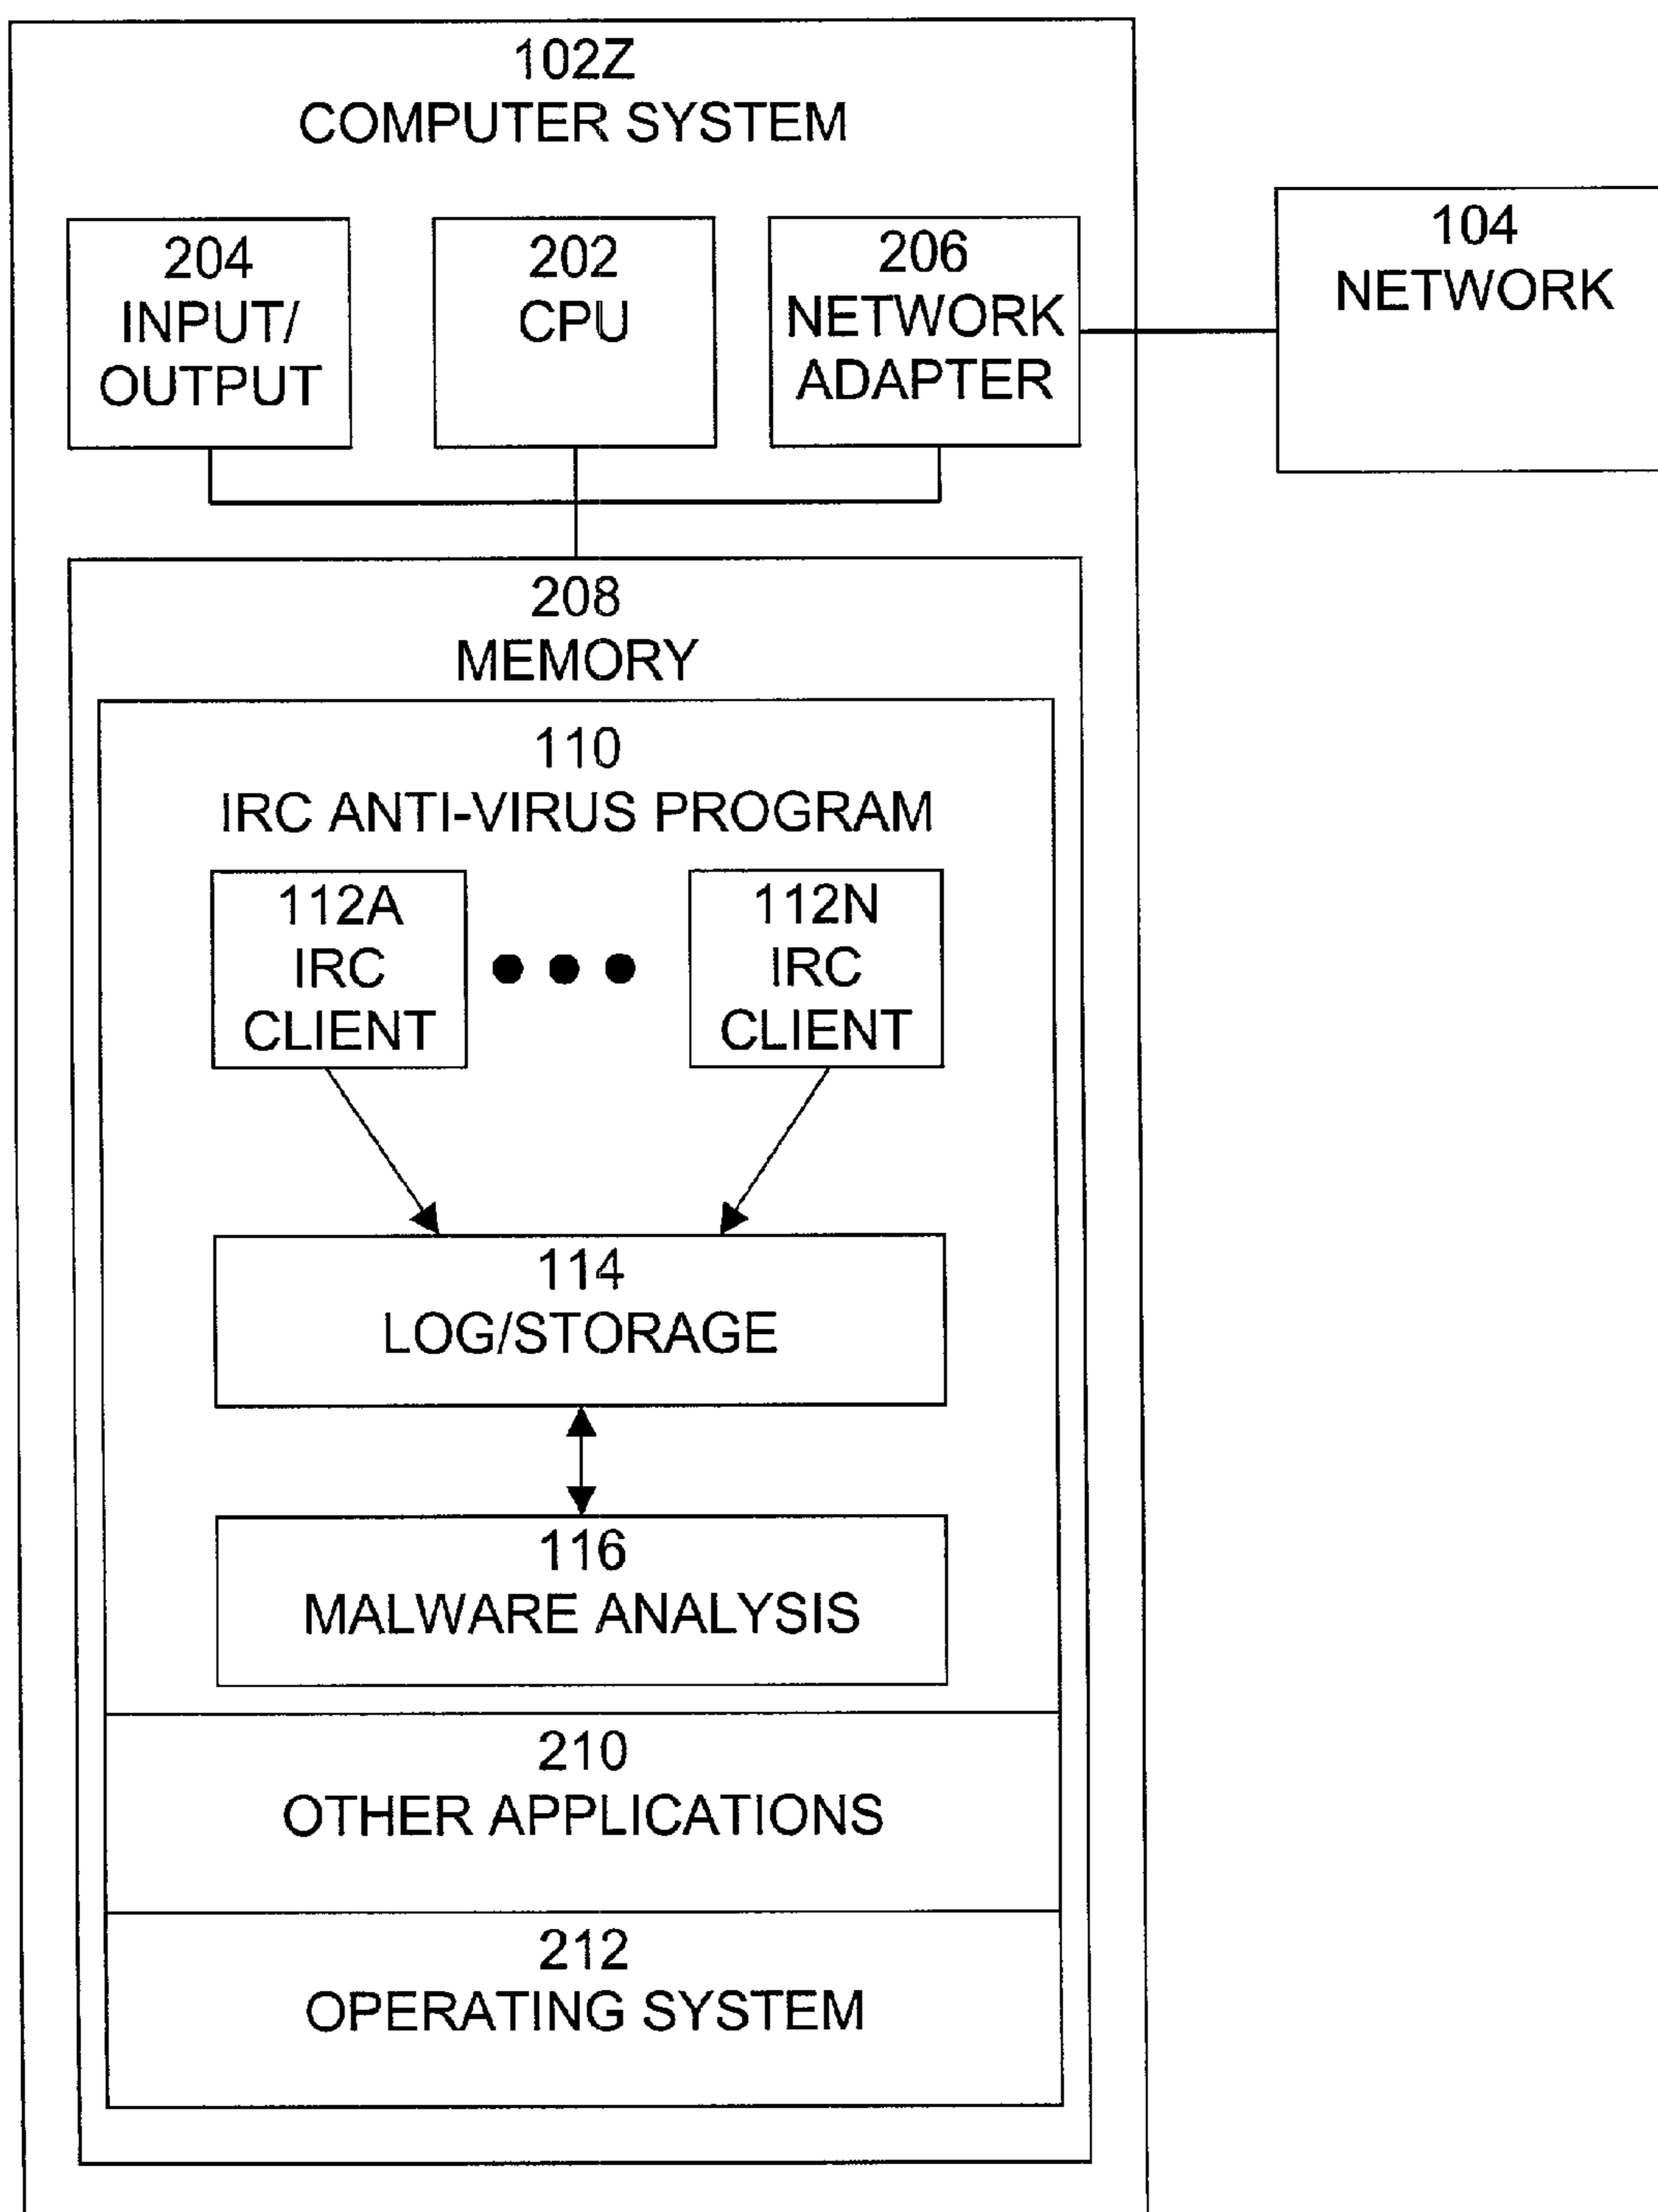 102Z
COMPUTER SYSTEM
204
INPUT/
OUTPUT
202
CPU
206
NETWORK
ADAPTER
104
NETWORK
208
MEMORY
110
IRC ANTI-VIRUS PROGRAM
112A
IRC
CLIENT
112N
IRC
CLIENT
114
LOG/STORAGE
116
MALWARE ANALYSIS
210
OTHER APPLICATIONS
212
OPERATING SYSTEM